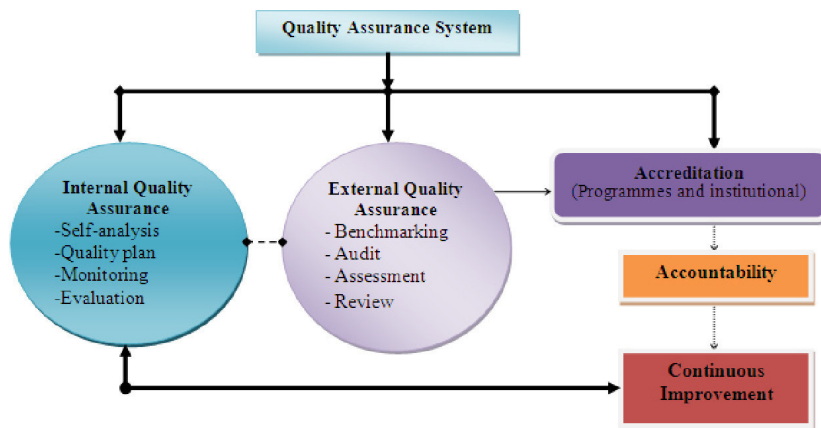 Quality Assurance System
Internal Quality
Assurance
-Self-analysis
-Quality plan
-Monitoring
-Evaluation
External Quality
Assurance
- Benchmarking
- Audit
- Assessment
- Review
Accreditation
(Programmes and institutional)
Accountability
Continuous
Improvement